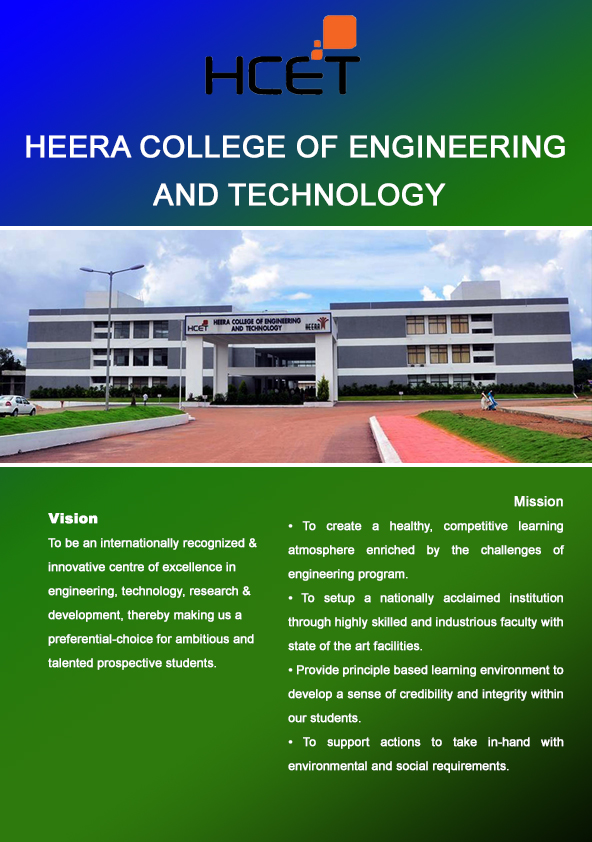 HCET
HEERA COLLEGE OF ENGINEERING
AND TECHNOLOGY
HCET
HEERA COLLEGE OF ENGINEERING
AND TECHNOLOGY
HEERA
Vision
To be an internationally recognized &
innovative centre of excellence in
engineering, technology, research &
development, thereby making us a
preferential-choice for ambitious and
talented prospective students.
Mission
• To create a healthy, competitive learning
atmosphere enriched by the challenges of
engineering program.
• To setup a nationally acclaimed institution
through highly skilled and industrious faculty with
state of the art facilities.
• Provide principle based learning environment to
develop a sense of credibility and integrity within
our students.
• To support actions to take in-hand with
environmental and social requirements.